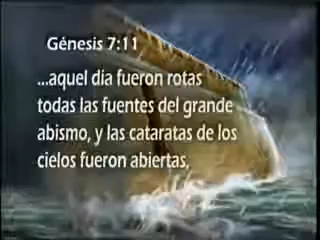 Génesis 7:11
...aquel día fueron rotas
todas las fuentes del grande
abismo, y las cataratas de los
cielos fueron abiertas,